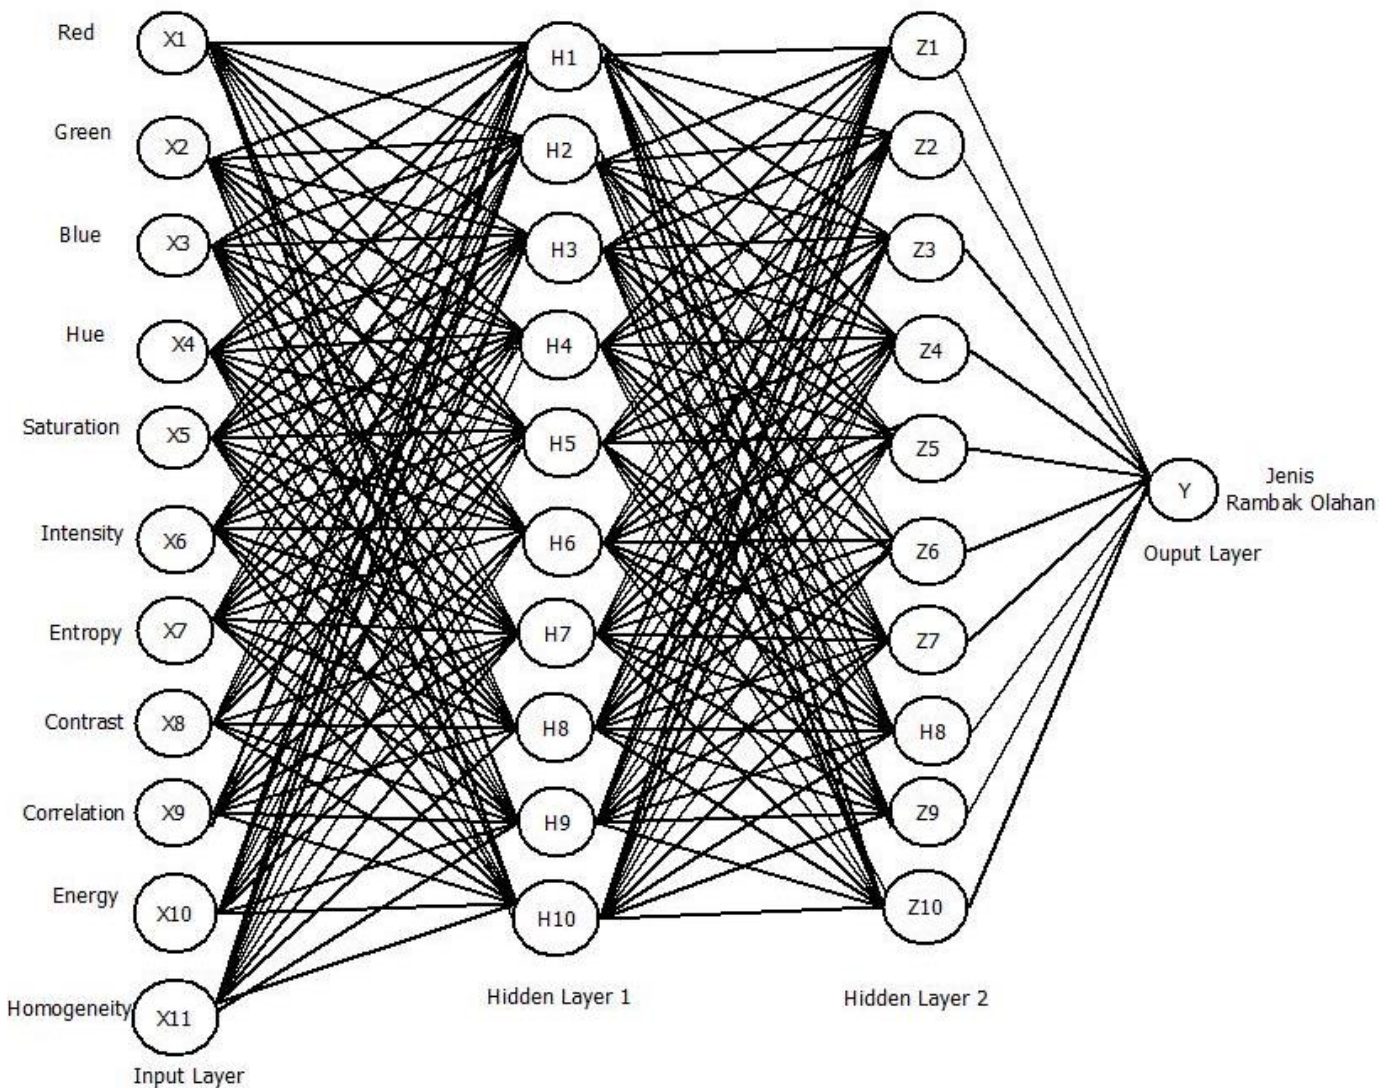 Red
X1
H1
Z1
Green
X2
H2
Z2
Blue
X3
H3
Z3
Hue
X4
H4
Z4
Saturation
X5
H5
Z5
Intensity
X6
H6
Z6
Entropy
X7
H7
Z7
Contrast
X8
H8
H8
Correlation
X9
H9
Z9
Energy
X10
H10
Z10
Homogeneity
X11
Input Layer
Hidden Layer 1
Hidden Layer 2
Y
Jenis
Rambak Olahan
Ouput Layer